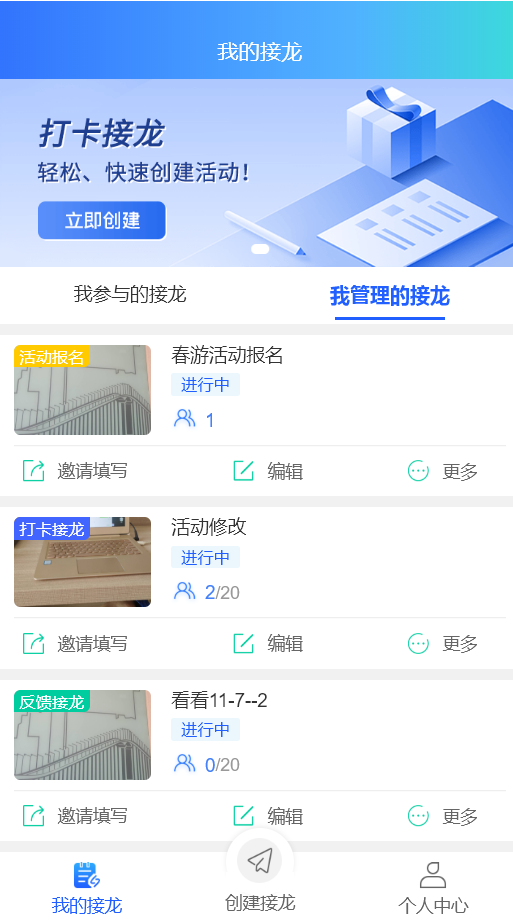 我的接龙
打卡接龙
轻松、快速创建活动！
立即创建
我参与的接龙 我管理的接龙
活动报名
春游活动报名
进行中
1
邀请填写 编辑 更多
打卡接龙
活动修改
进行中
2/20
邀请填写 编辑 更多
反馈接龙
看看11-7--2
进行中
0/20
邀请填写 编辑 更多
我的接龙 创建接龙 个人中心